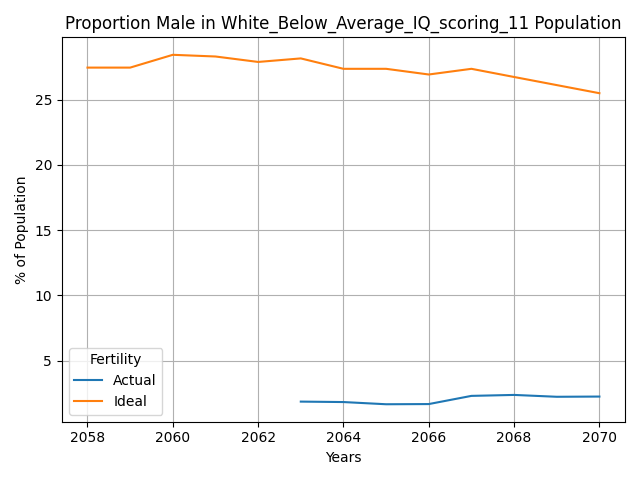 Proportion Male in White_Below_Average_IQ_scoring_11 Population
% of Population
25
20
15
10
5
Fertility
Actual
Ideal
2058 2060 2062 2064 2066 2068 2070
Years